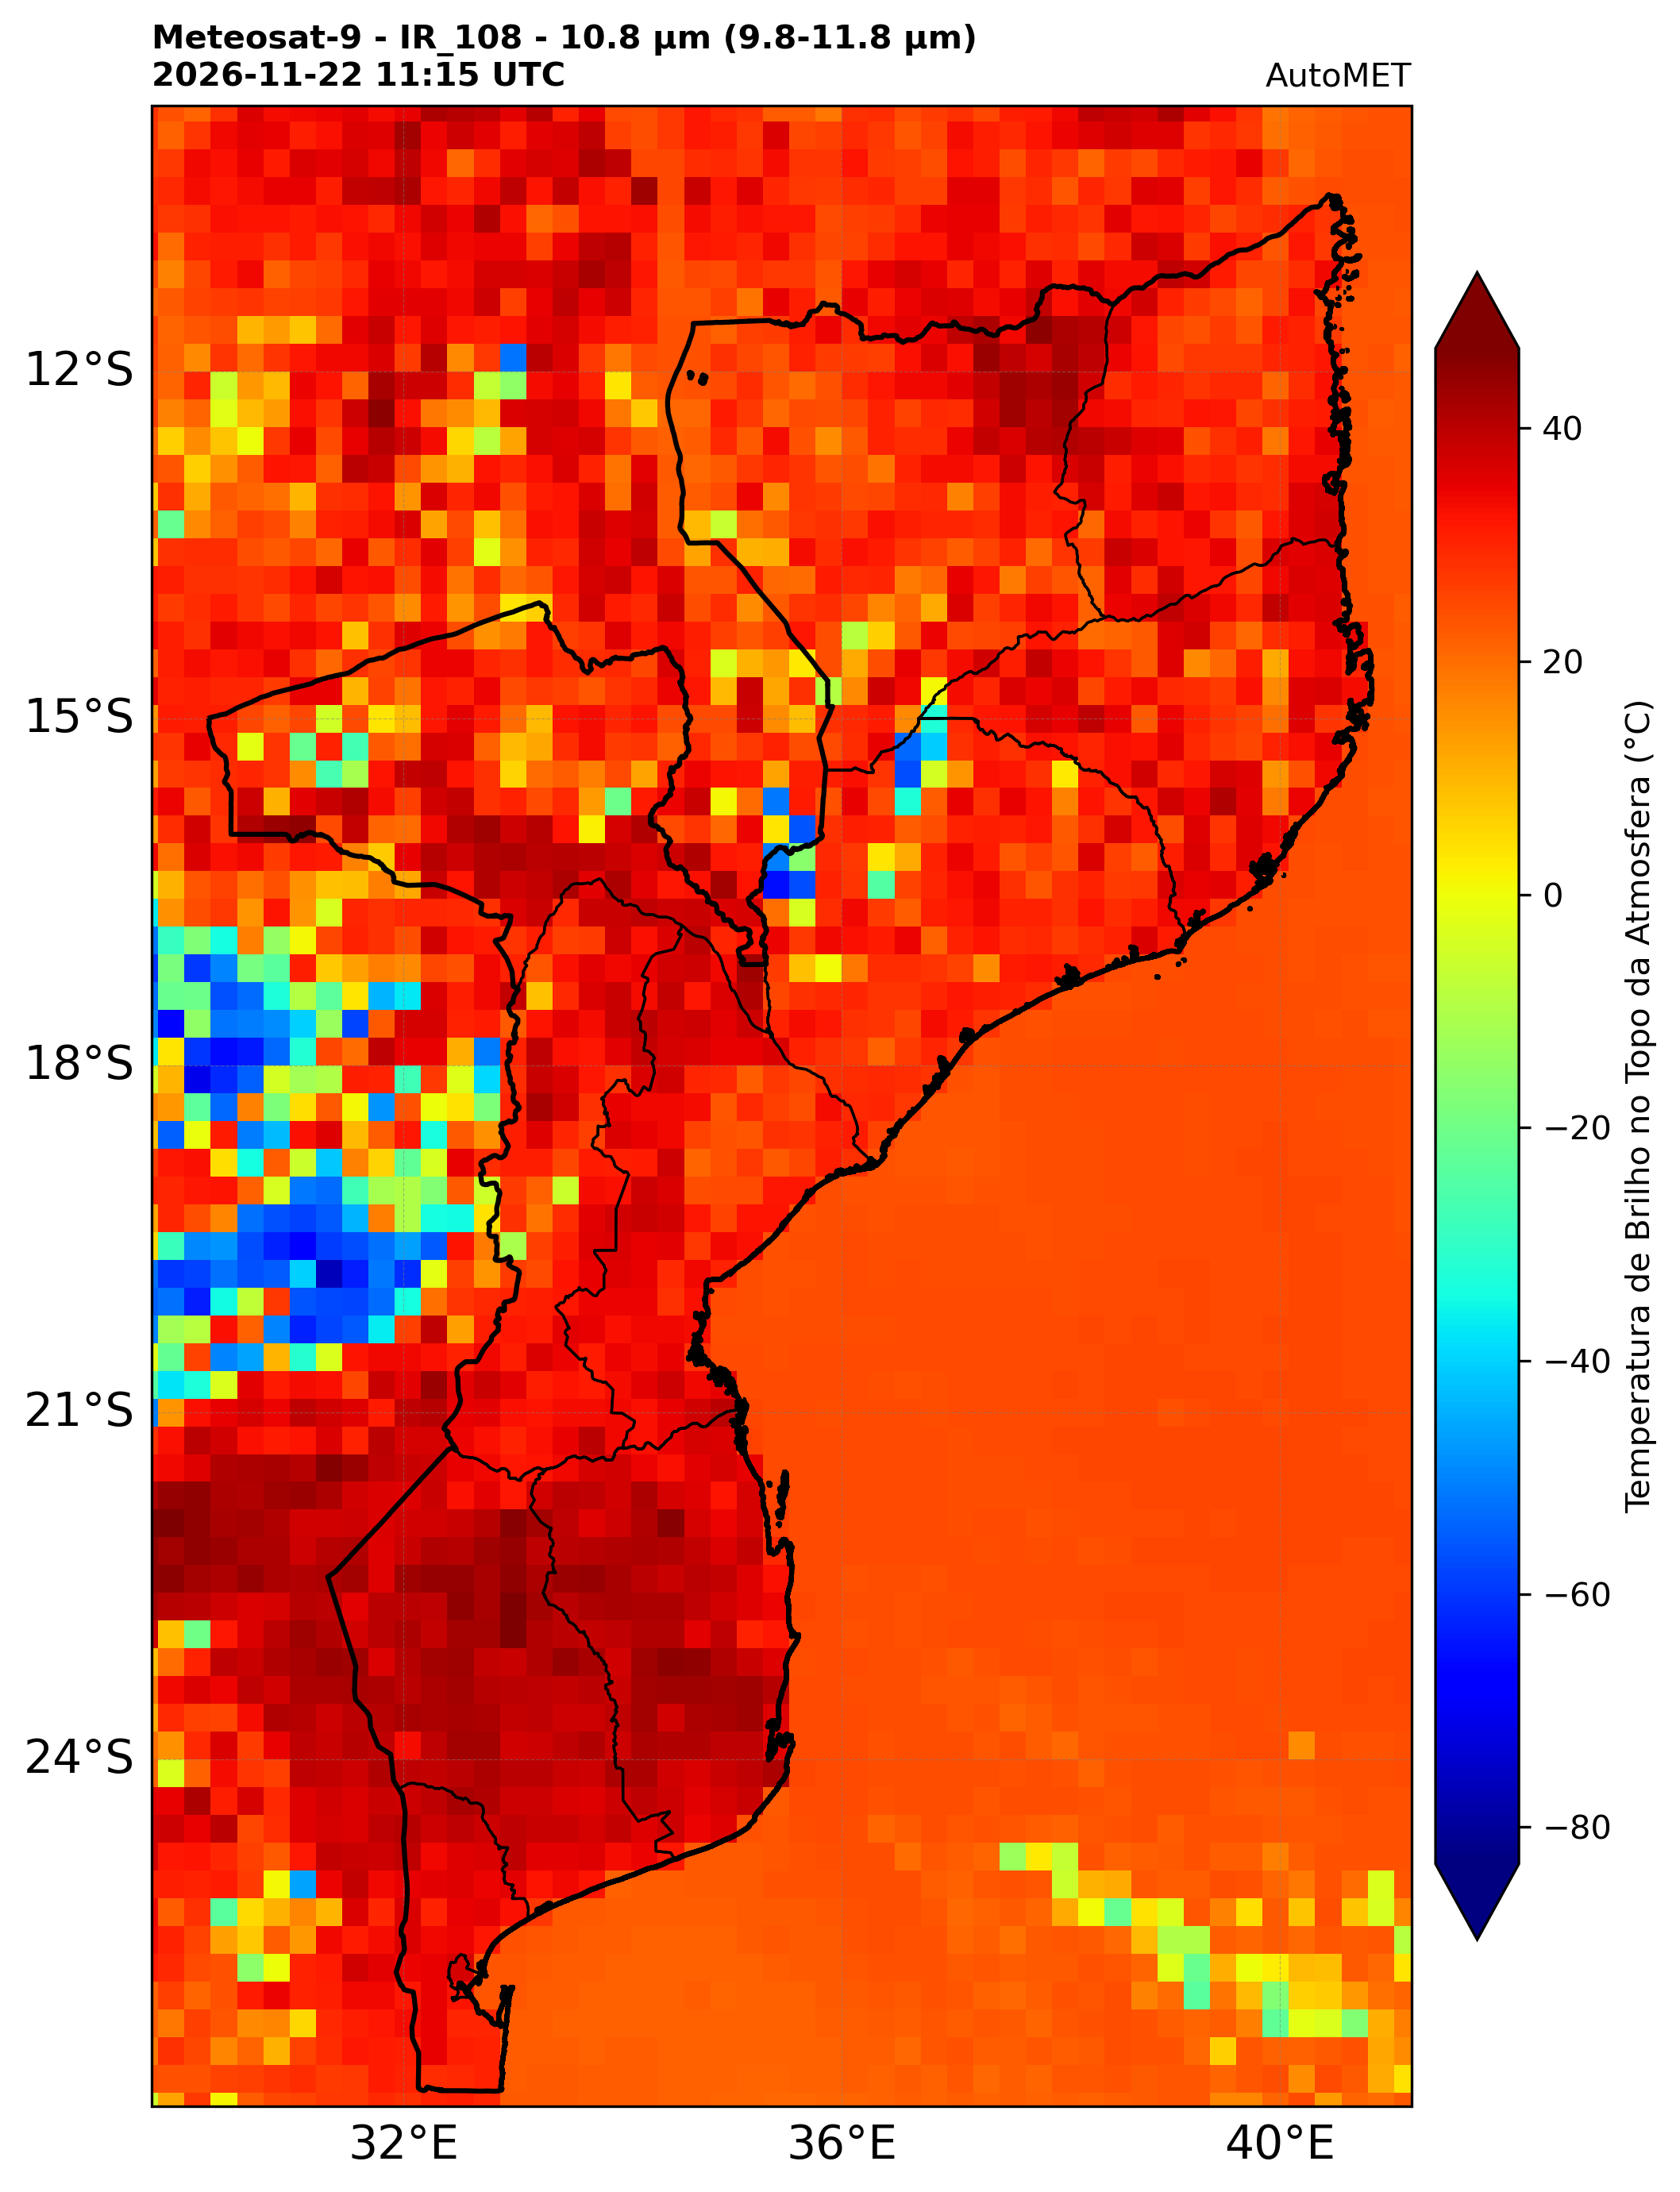 Meteosat-9 - IR_108 - 10.8 µm (9.8-11.8 µm)
2026-11-22 11:15 UTC
AutoMET
12°S
15°S
18°S
21°S
24°S
32°E
36°E
40°E
40
20
0
−20
−40
−60
−80
Temperatura de Brilho no Topo da Atmosfera (°C)